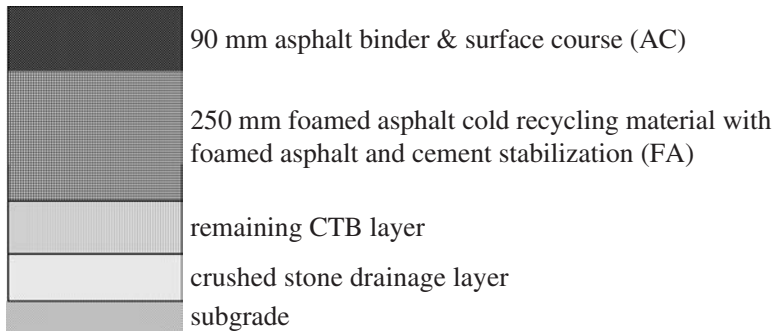 90 mm asphalt binder & surface course (AC)
250 mm foamed asphalt cold recycling material with
foamed asphalt and cement stabilization (FA)
remaining CTB layer
crushed stone drainage layer
subgrade